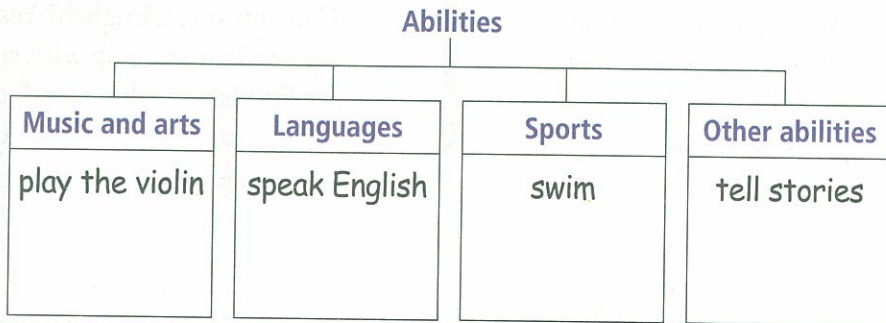 Abilities
Music and arts
play the violin
Languages
speak English
Sports
swim
Other abilities
tell stories